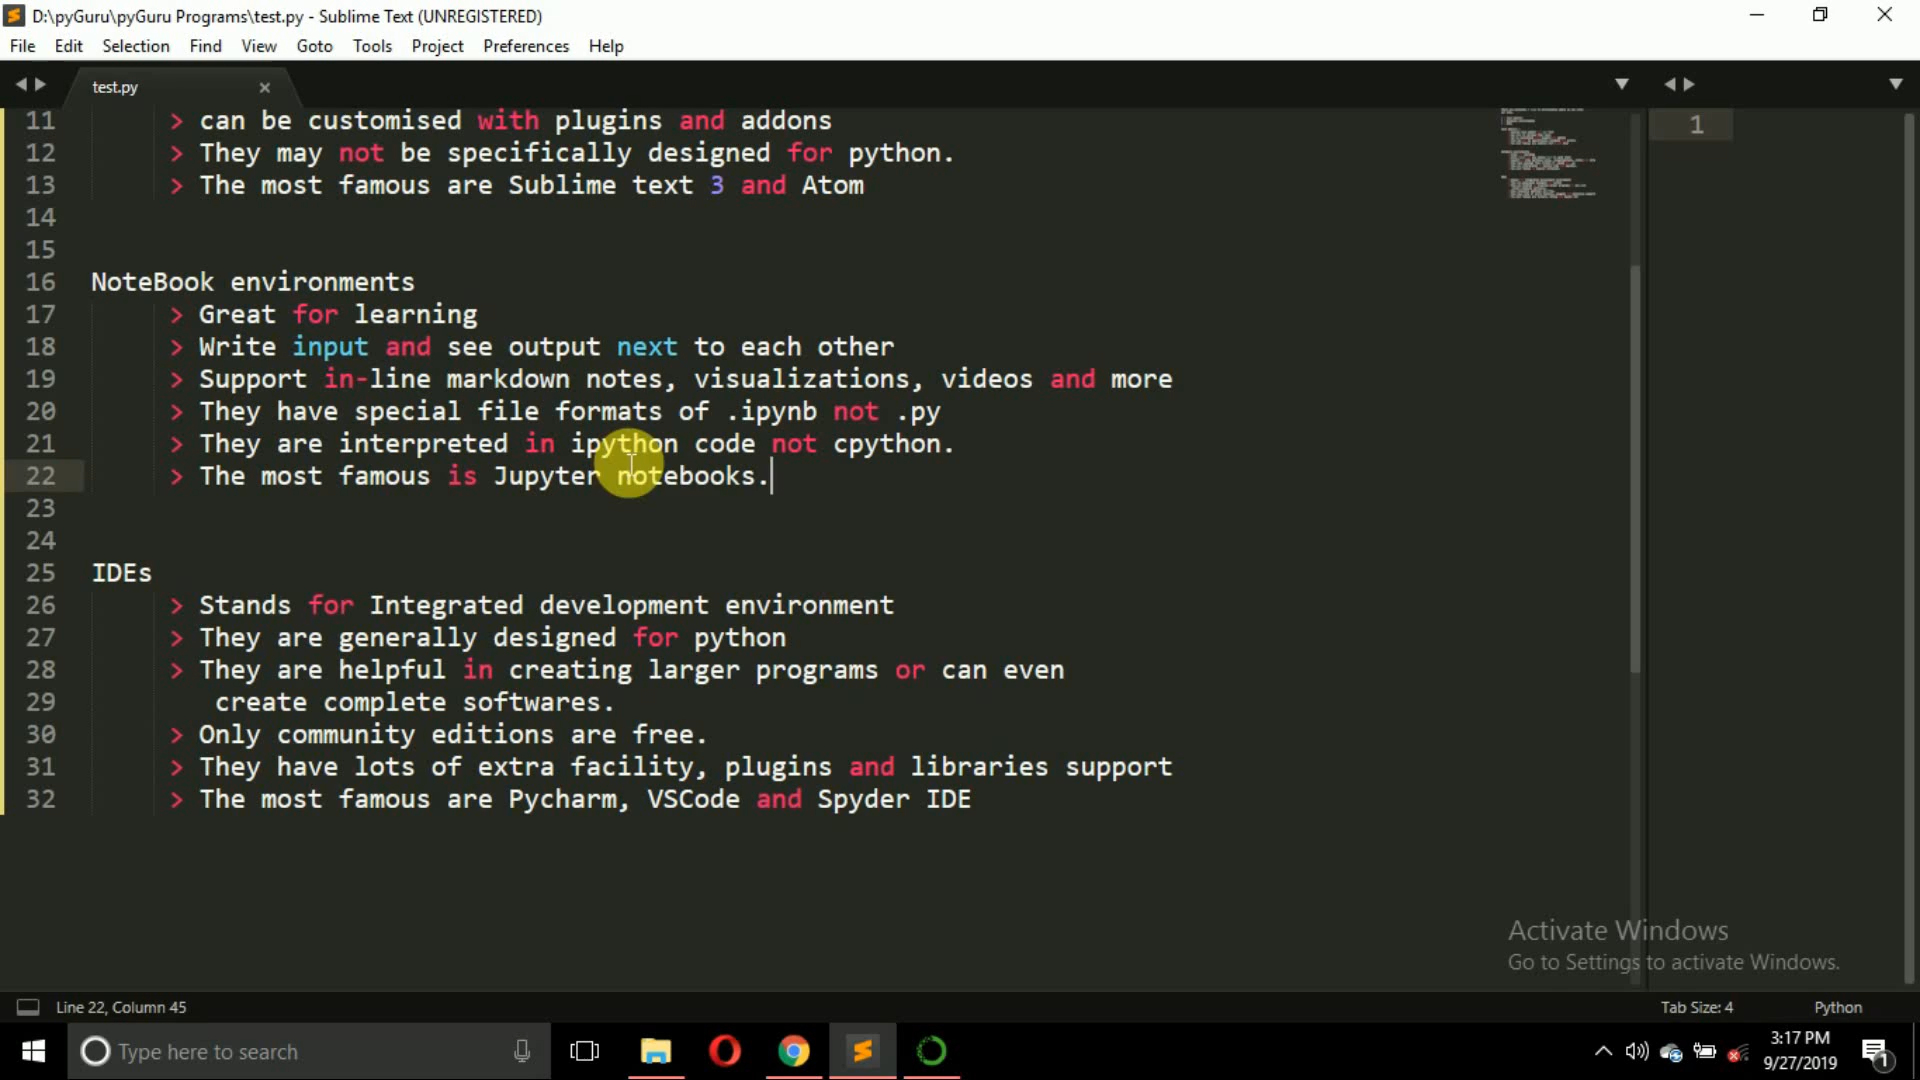 D:\pyGuru\pyGuru Programs\test.py - Sublime Text (UNREGISTERED)
File Edit Selection Find View Goto Tools Project Preferences Help
test.py
11 > can be customised with plugins and addons
12 > They may not be specifically designed for python.
13 > The most famous are Sublime text 3 and Atom
14
15
16 NoteBook environments
17 > Great for learning
18 > Write input and see output next to each other
19 > Support in-line markdown notes, visualizations, videos and more
20 > They have special file formats of .ipynb not .py
21 > They are interpreted in ipython code not cpython.
22 > The most famous is Jupyter notebooks.
23
24
25 IDEs
26 > Stands for Integrated development environment
27 > They are generally designed for python
28 > They are helpful in creating larger programs or can even
29 create complete softwares.
30 > Only community editions are free.
31 > They have lots of extra facility, plugins and libraries support
32 > The most famous are Pycharm, VSCode and Spyder IDE
1
Activate Windows
Go to Settings to activate Windows.
Line 22, Column 45 Tab Size: 4 Python
Type here to search
3:17 PM
9/27/2019
1